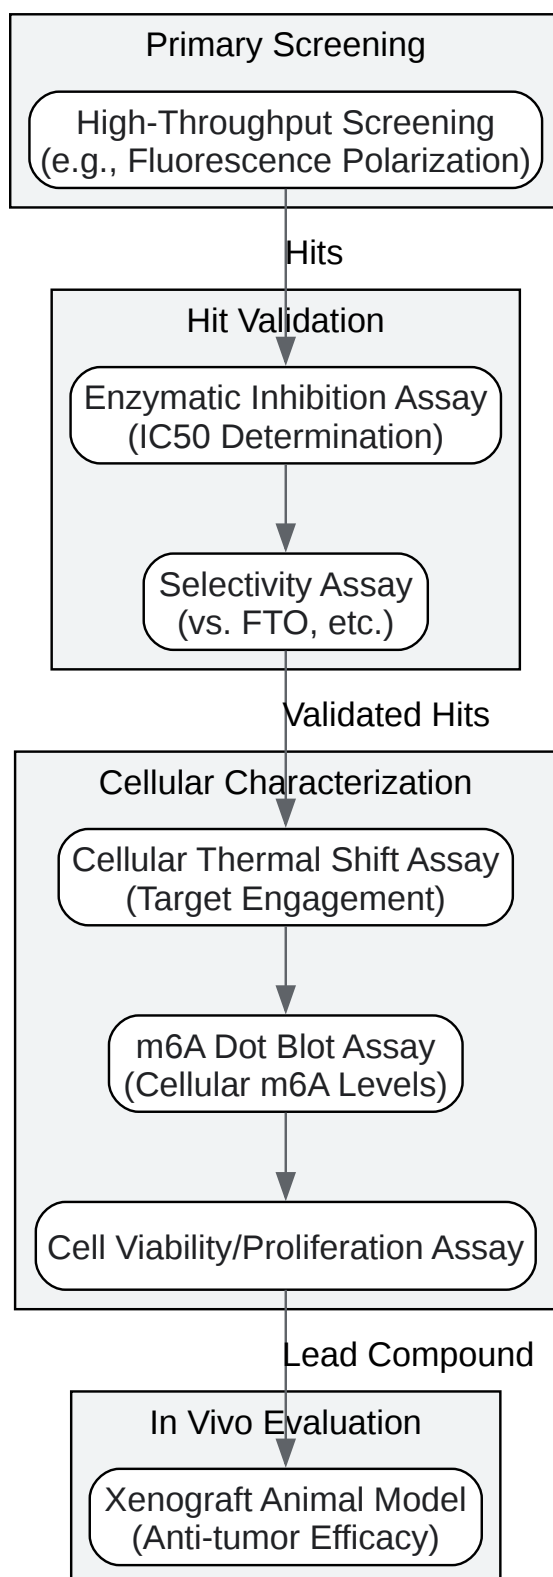 Primary Screening
High-Throughput Screening
(e.g., Fluorescence Polarization)
Hits
Hit Validation
Enzymatic Inhibition Assay
(IC50 Determination)
Selectivity Assay
(vs. FTO, etc.)
Validated Hits
Cellular Characterization
Cellular Thermal Shift Assay
(Target Engagement)
m6A Dot Blot Assay
(Cellular m6A Levels)
Cell Viability/Proliferation Assay
Lead Compound
In Vivo Evaluation
Xenograft Animal Model
(Anti-tumor Efficacy)